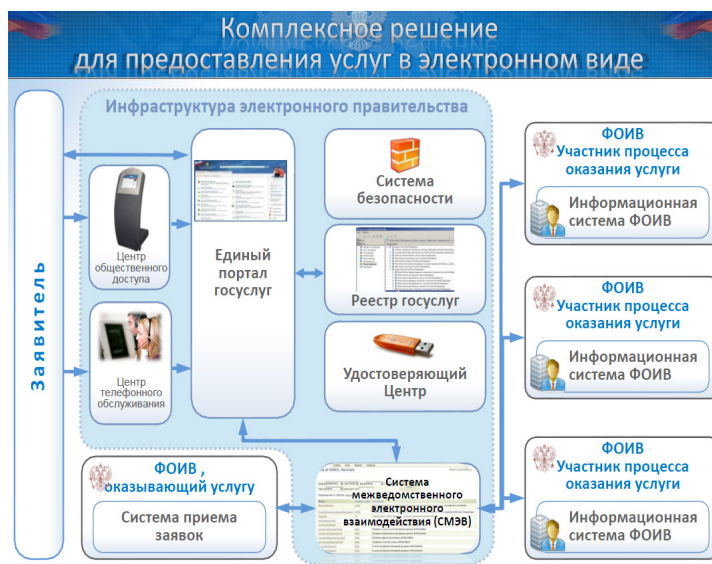 Комплексное решение
для предоставления услуг в электронном виде
Заявитель
Инфраструктура электронного правительства
Центр
общественного
доступа
Центр
телефонного
обслуживания
Единый
портал
госуслуг
Система
безопасности
Реестр госуслуг
Удостоверяющий
Центр
ФОИВ ,
оказывающий услугу
Система приема
заявок
Система
межведомственного
электронного
взаимодействия (СМЭВ)
ФОИВ
Участник процесса
оказания услуги
Информационная
система ФОИВ
ФОИВ
Участник процесса
оказания услуги
Информационная
система ФОИВ
ФОИВ
Участник процесса
оказания услуги
Информационная
система ФОИВ